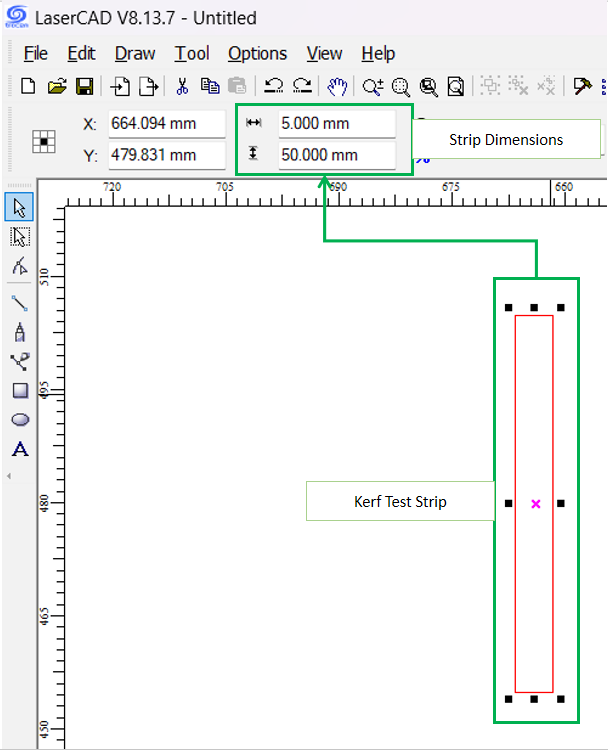 LaserCAD V8.13.7 - Untitled
File Edit Draw Tool Options View Help
X: 664.094 mm 5.000 mm
Y: 479.831 mm 50.000 mm
Strip Dimensions
%
720 705 690 675 660
510
495
480
465
450
A
Kerf Test Strip